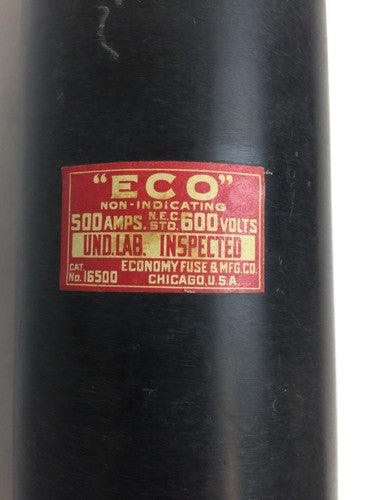 "ECO"
NON-INDICATING
500 AMPS. N.E.C. STD. 600 VOLTS
UND.LAB. INSPECTED
CAT. No. 16500
ECONOMY FUSE & MFG. CO.
CHICAGO, U.S.A.